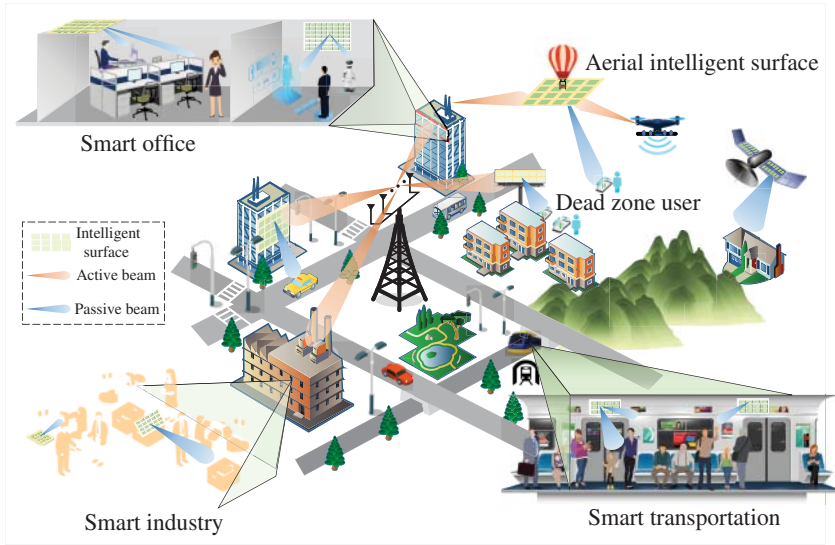 Aerial intelligent surface
Smart office
Dead zone user
Intelligent
surface
Active beam
Passive beam
Smart industry
Smart transportation